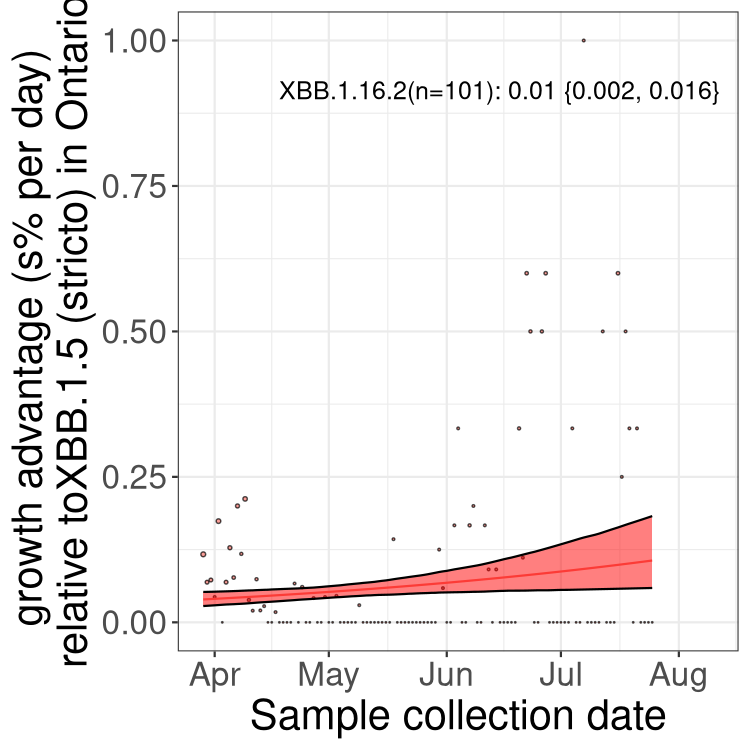 growth advantage (s% per day)
relative toXBB.1.5 (stricto) in Ontario
1.00
0.75
0.50
0.25
0.00
XBB.1.16.2(n=101): 0.01 {0.002, 0.016}
Apr May Jun Jul Aug
Sample collection date